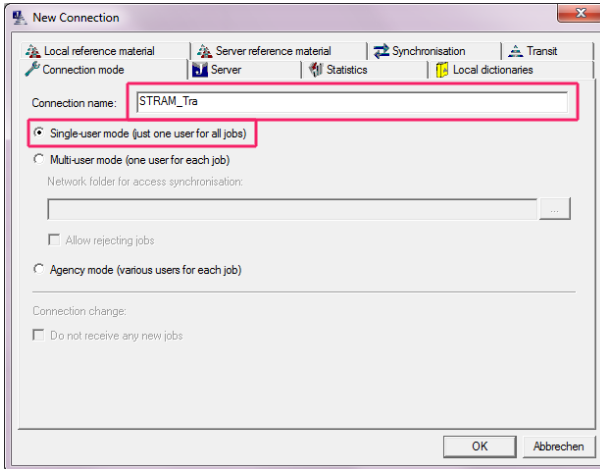 New Connection
Local reference material
Server reference material
Synchronisation
Transit
Connection mode
Server
Statistics
Local dictionaries
Connection name:
STRAM_Tra
Single-user mode (just one user for all jobs)
Multi-user mode (one user for each job)
Network folder for access synchronisation:
...
Allow rejecting jobs
Agency mode (various users for each job)
Connection change:
Do not receive any new jobs
OK
Abbrechen